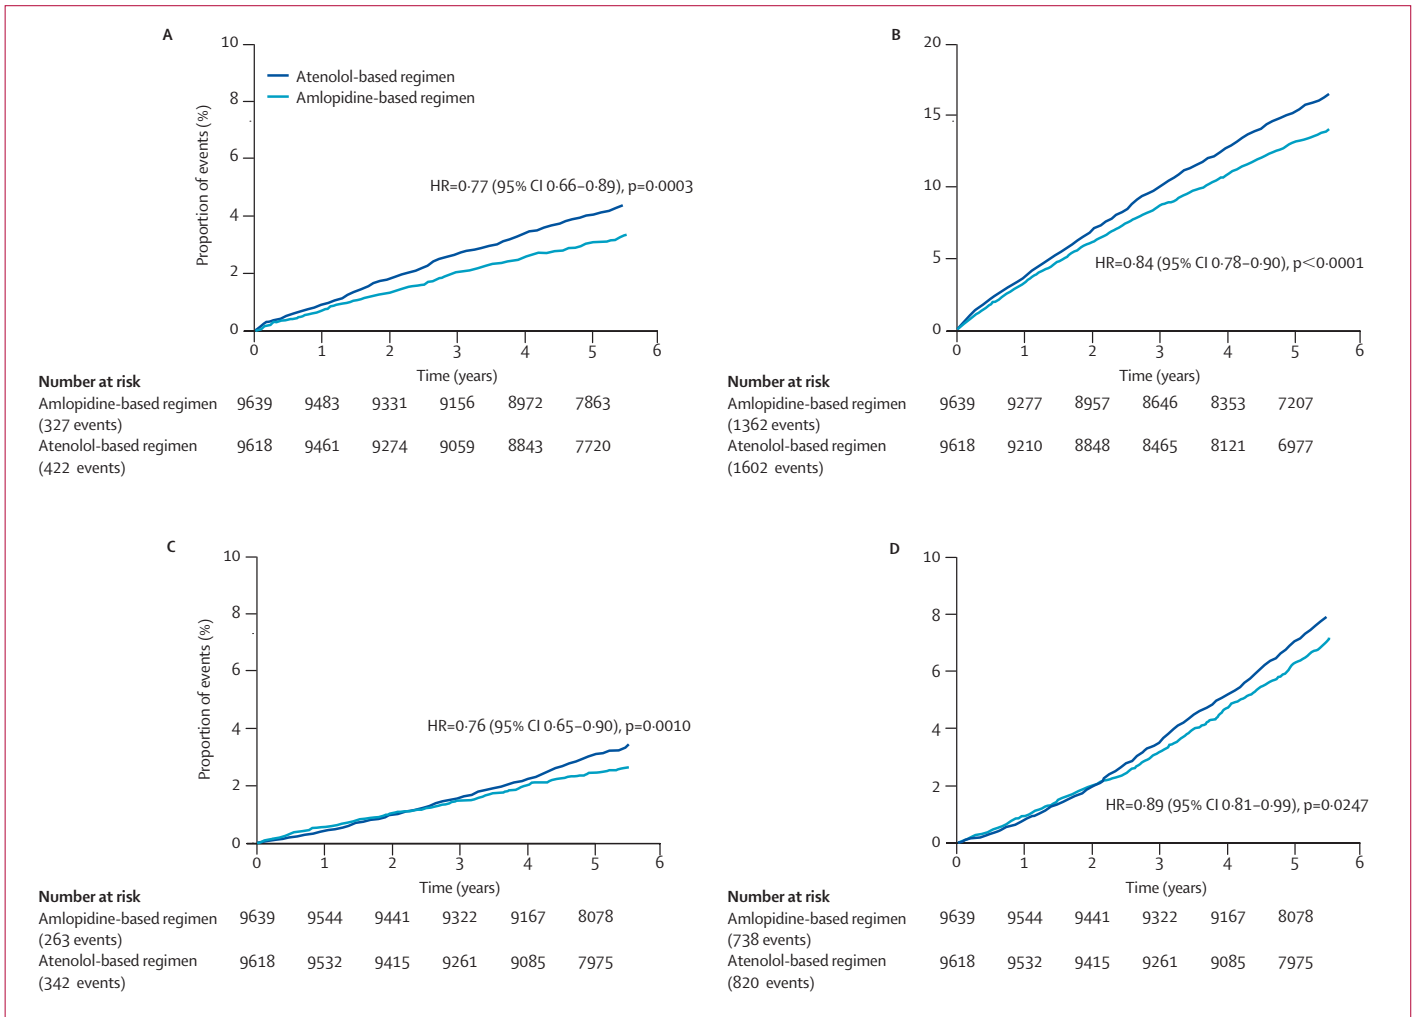 A
10
8
6
4
2
0
Proportion of events (%)
Atenolol-based regimen
Amlopidine-based regimen
HR=0·77 (95% CI 0·66–0·89), p=0·0003
0 1 2 3 4 5 6
Time (years)
Number at risk
Amlopidine-based regimen 9639 9483 9331 9156 8972 7863
(327 events)
Atenolol-based regimen 9618 9461 9274 9059 8843 7720
(422 events)
B
20
15
10
5
0
HR=0·84 (95% CI 0·78–0·90), p<0·0001
0 1 2 3 4 5 6
Time (years)
Number at risk
Amlopidine-based regimen 9639 9277 8957 8646 8353 7207
(1362 events)
Atenolol-based regimen 9618 9210 8848 8465 8121 6977
(1602 events)
C
10
8
6
4
2
0
Proportion of events (%)
HR=0·76 (95% CI 0·65–0·90), p=0·0010
0 1 2 3 4 5 6
Time (years)
Number at risk
Amlopidine-based regimen 9639 9544 9441 9322 9167 8078
(263 events)
Atenolol-based regimen 9618 9532 9415 9261 9085 7975
(342 events)
D
10
8
6
4
2
0
HR=0·89 (95% CI 0·81–0·99), p=0·0247
0 1 2 3 4 5 6
Time (years)
Number at risk
Amlopidine-based regimen 9639 9544 9441 9322 9167 8078
(738 events)
Atenolol-based regimen 9618 9532 9415 9261 9085 7975
(820 events)